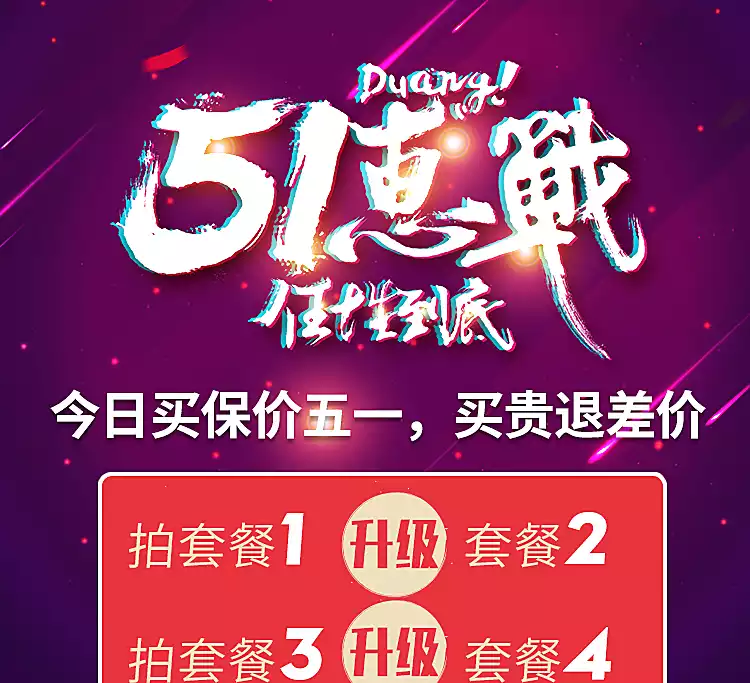 Duang!
51惠戰
任性到底
今日买保价五一，买贵退差价
拍套餐1 升级 套餐2
拍套餐3 升级 套餐4